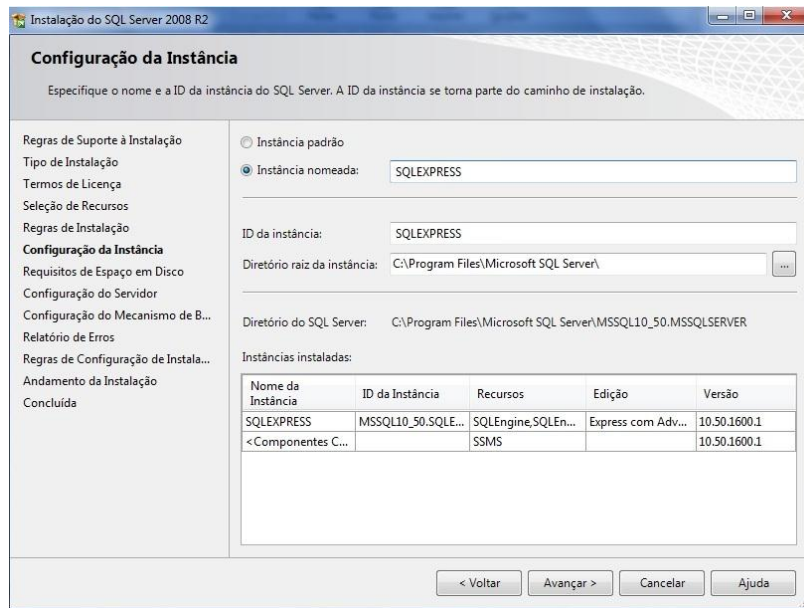 Instalação do SQL Server 2008 R2
Configuração da Instância
Especifique o nome e a ID da instância do SQL Server. A ID da instância se torna parte do caminho de instalação.
Regras de Suporte à Instalação
Tipo de Instalação
Termos de Licença
Seleção de Recursos
Regras de Instalação
Configuração da Instância
Requisitos de Espaço em Disco
Configuração do Servidor
Configuração do Mecanismo de B...
Relatório de Erros
Regras de Configuração de Instala...
Andamento da Instalação
Concluída
Instância padrão
Instância nomeada: SQLEXPRESS
ID da instância: SQLEXPRESS
Diretório raiz da instância: C:\Program Files\Microsoft SQL Server\ ...
Diretório do SQL Server: C:\Program Files\Microsoft SQL Server\MSSQL10_50.MSSQLSERVER
Instâncias instaladas:
Nome da Instância ID da Instância Recursos Edição Versão
SQLEXPRESS MSSQL10_50.SQLE... SQLEngine,SQLEn... Express com Adv... 10.50.1600.1
<Componentes C... SSMS 10.50.1600.1
< Voltar Avançar > Cancelar Ajuda